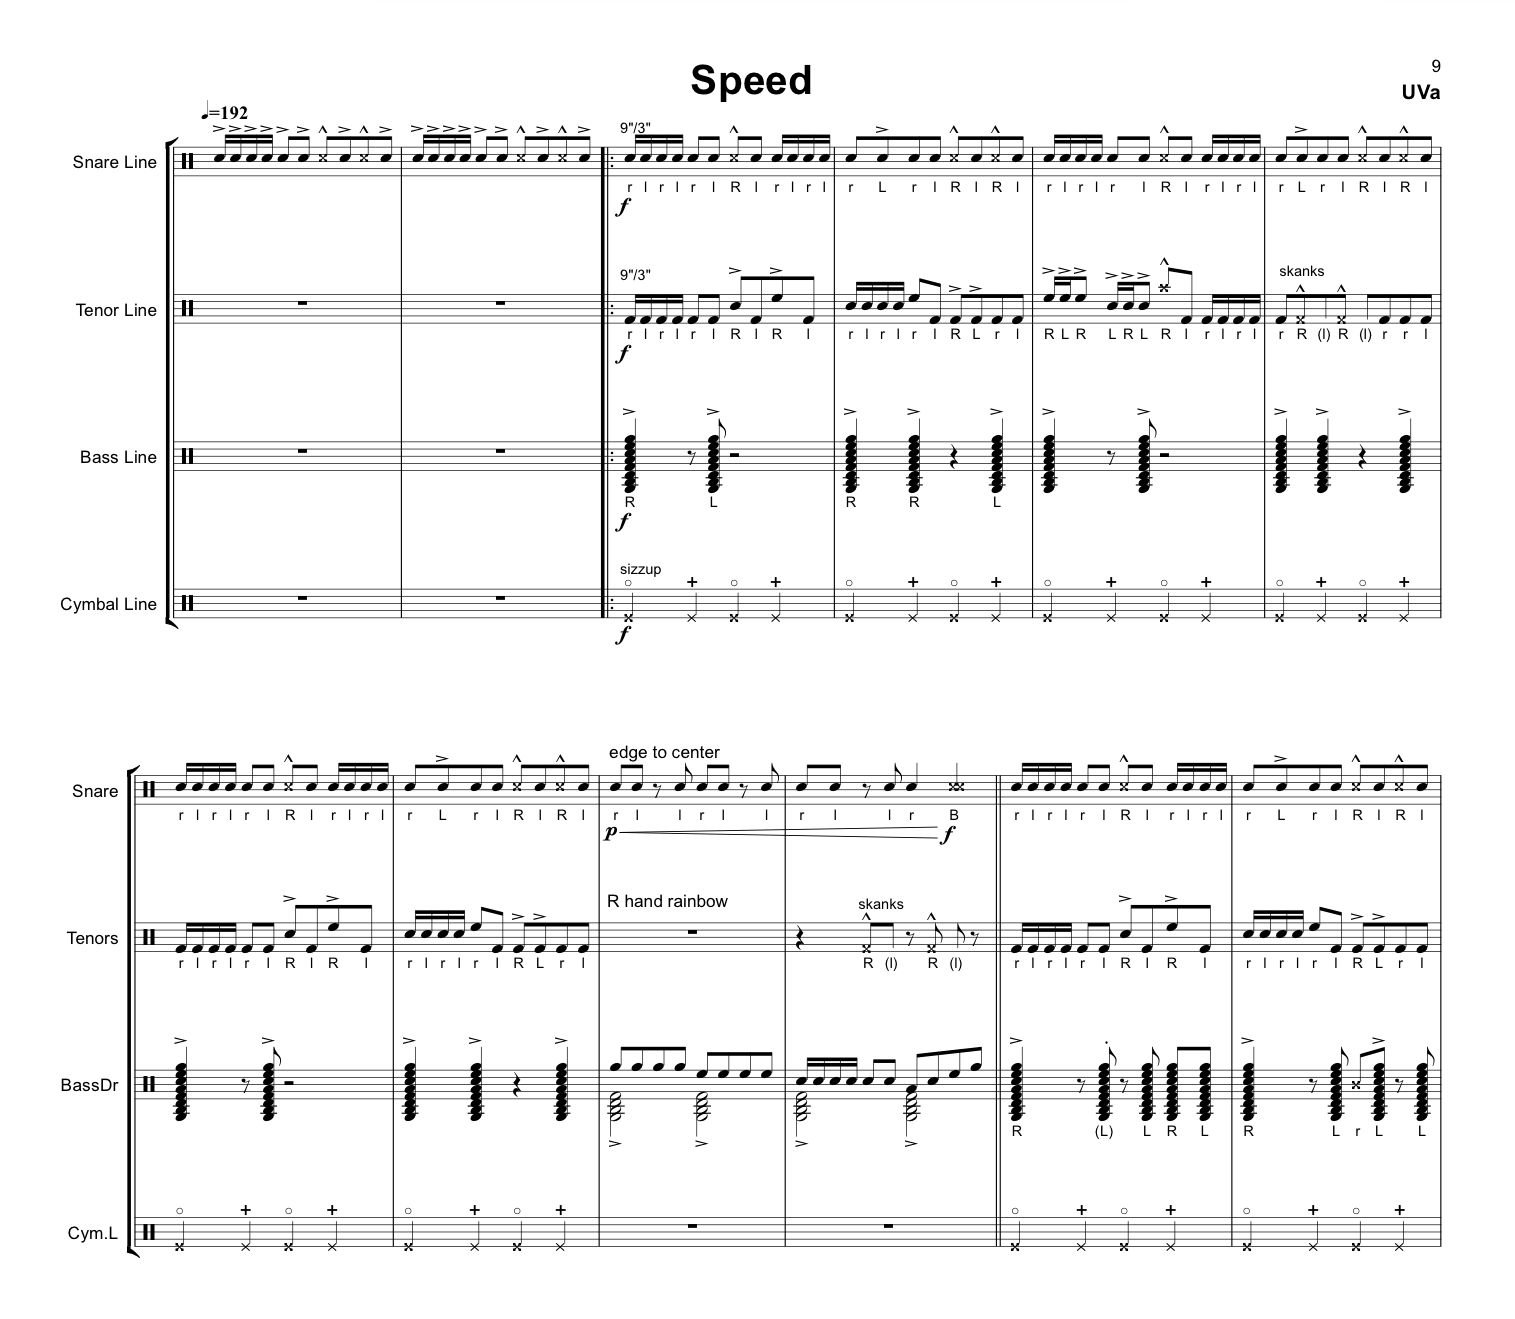 Speed
9
UVa
♩=192
Snare Line
9"/3"
r l r l r l R l r l r l
r L r l R l R l
r l r l r l R l r l r l
r L r l R l R l
f
Tenor Line
9"/3"
skanks
r l r l r l R l R l
r l r l r l R L r l
R L R L R L R l r l r l
r R (l) R (l) r r l
f
Bass Line
R L
R R L
f
Cymbal Line
sizzup
f
edge to center
Snare
r l r l r l R l r l r l
r L r l R l R l
r l l r l l
r l l r B
r l r l r l R l r l r l
r L r l R l R l
p f
R hand rainbow
skanks
Tenors
r l r l r l R l R l
r l r l r l R L r l
R (l) R (l)
r l r l r l R l R l
r l r l r l R L r l
BassDr
R (L) L R L
R L r L L
Cym.L